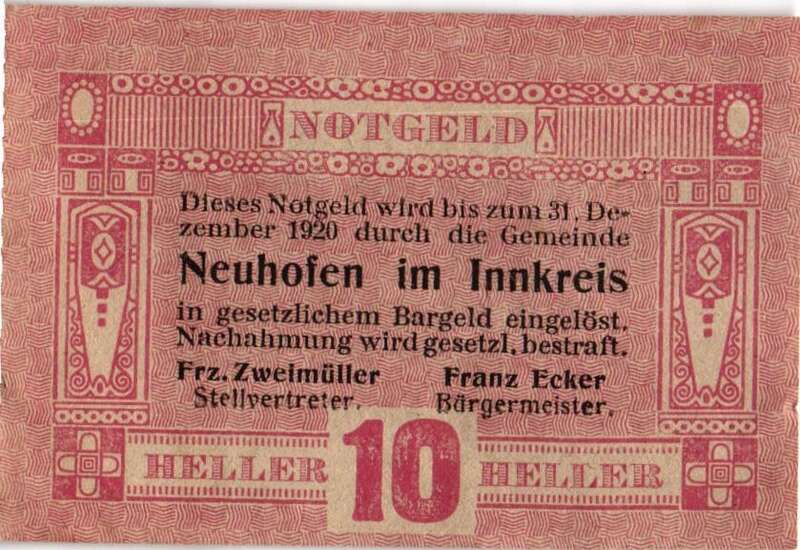 NOTGELD
Dieses Notgeld wird bis zum 31. De-
zember 1920 durch die Gemeinde
Neuhofen im Innkreis
in gesetzlichem Bargeld eingelöst.
Nachahmung wird gesetzl. bestraft.
Frz. Zweimüller Franz Ecker
Stellvertreter. Bürgermeister.
HELLER 10 HELLER